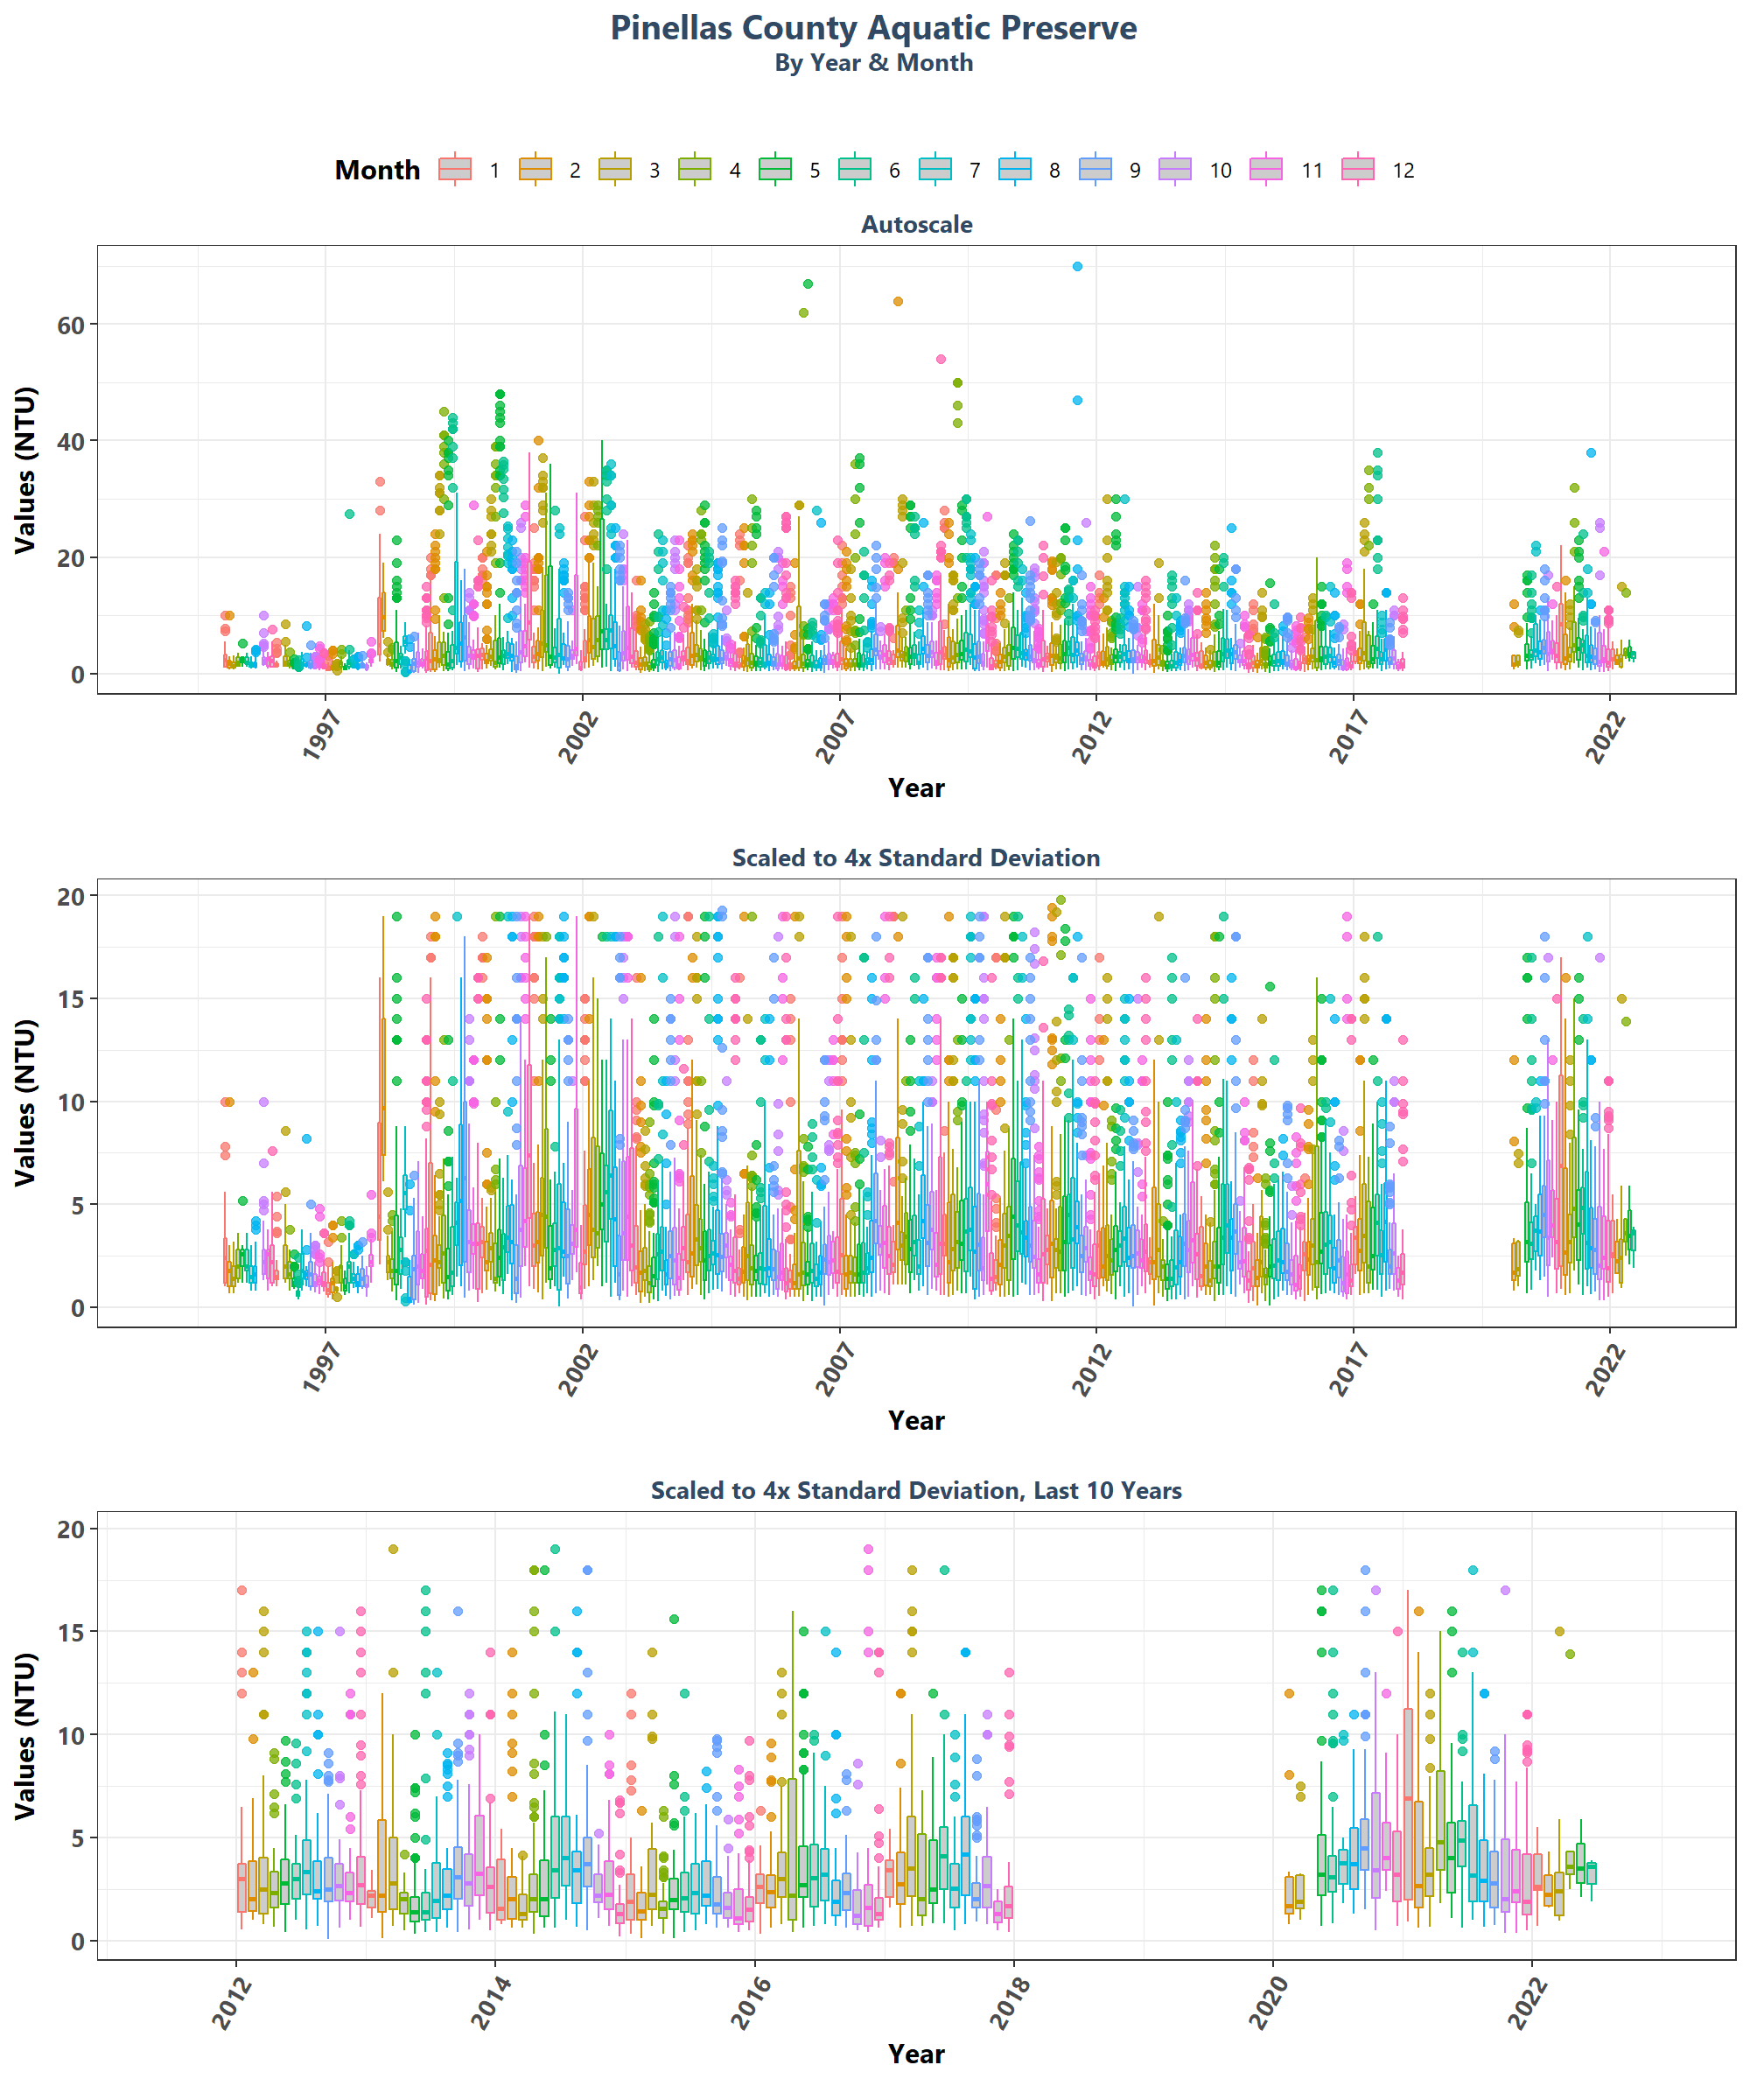 Pinellas County Aquatic Preserve
By Year & Month
Month 1 2 3 4 5 6 7 8 9 10 11 12
Autoscale
Values (NTU)
60
40
20
0
1997 2002 2007 2012 2017 2022
Year
Scaled to 4x Standard Deviation
Values (NTU)
20
15
10
5
0
1997 2002 2007 2012 2017 2022
Year
Scaled to 4x Standard Deviation, Last 10 Years
Values (NTU)
20
15
10
5
0
2012 2014 2016 2018 2020 2022
Year